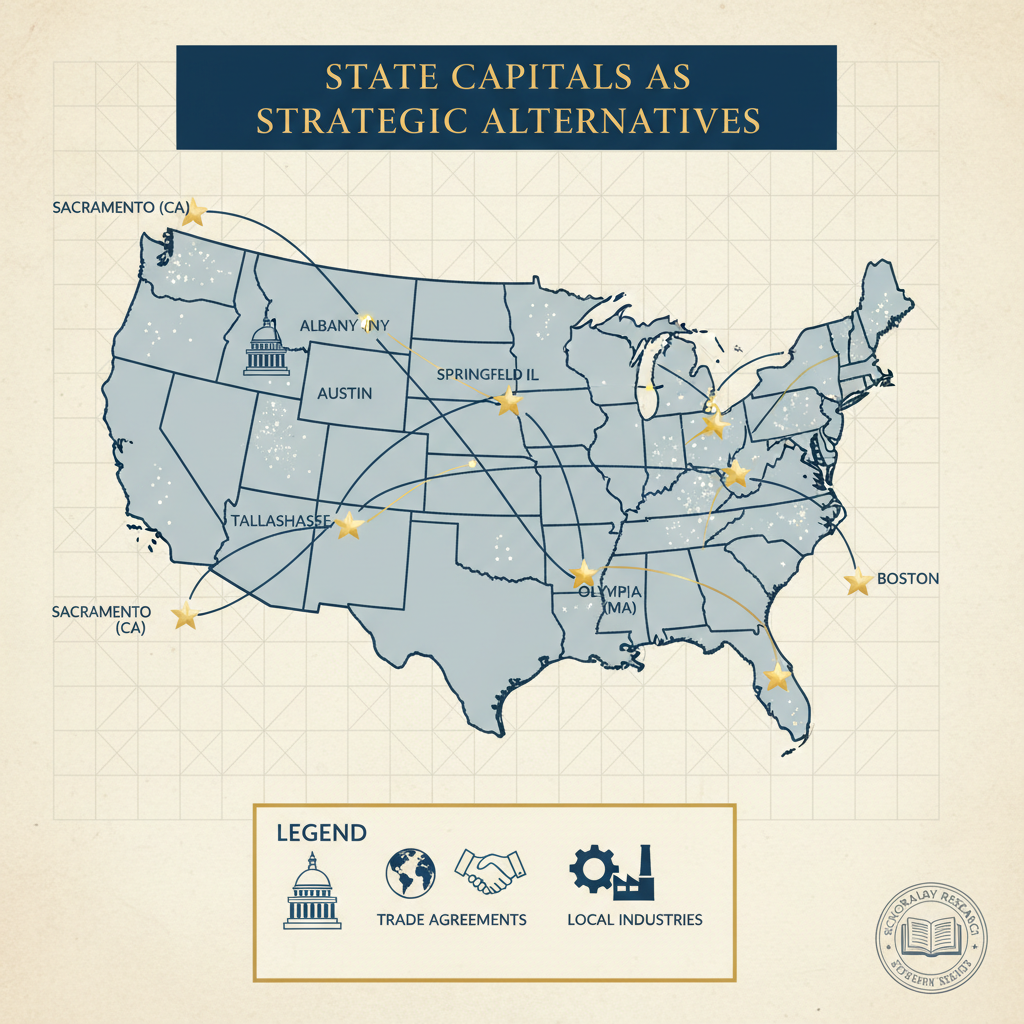 STATE CAPITALS AS
STRATEGIC ALTERNATIVES
SACRAMENTO (CA)
ALBANY NY
SPRINGFELD IL
AUSTIN
TALLASHASSE
SACRAMENTO
(CA)
OLYMPIA
(MA)
BOSTON
LEGEND
TRADE AGREEMENTS
LOCAL INDUSTRIES